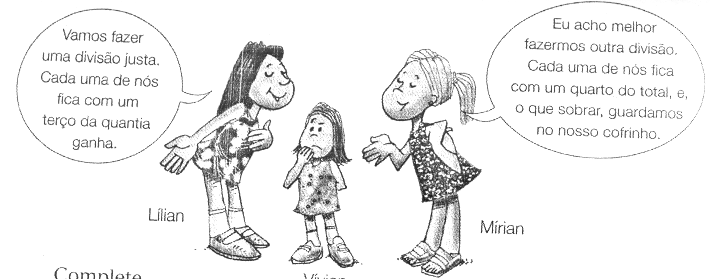 Vamos fazer
uma divisão justa.
Cada uma de nós
fica com um
terço da quantia
ganha.
Eu acho melhor
fazermos outra divisão.
Cada uma de nós fica
com um quarto do total, e,
o que sobrar, guardamos
no nosso cofrinho.
Lílian
Mírian
Complete
Vívian